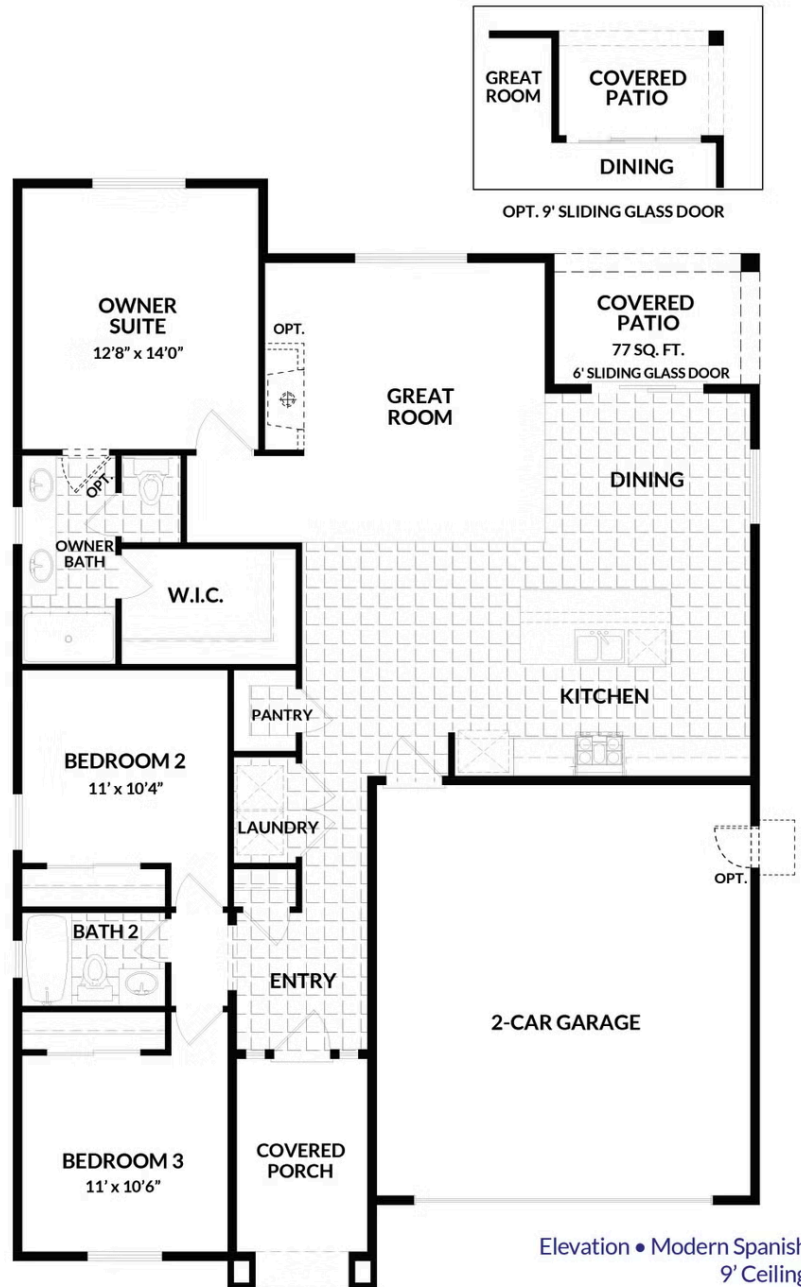 GREAT
ROOM
COVERED
PATIO
DINING
OPT. 9' SLIDING GLASS DOOR
OWNER
SUITE
12'8" x 14'0"
OPT.
GREAT
ROOM
COVERED
PATIO
77 SQ. FT.
6' SLIDING GLASS DOOR
DINING
OPT.
OWNER
BATH
W.I.C.
KITCHEN
PANTRY
BEDROOM 2
11' x 10'4"
LAUNDRY
OPT.
BATH 2
ENTRY
2-CAR GARAGE
BEDROOM 3
11' x 10'6"
COVERED
PORCH
Elevation • Modern Spanish
9' Ceiling